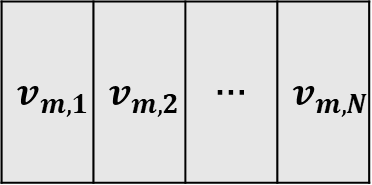 v_{m,1} v_{m,2} ⋯ v_{m,N}